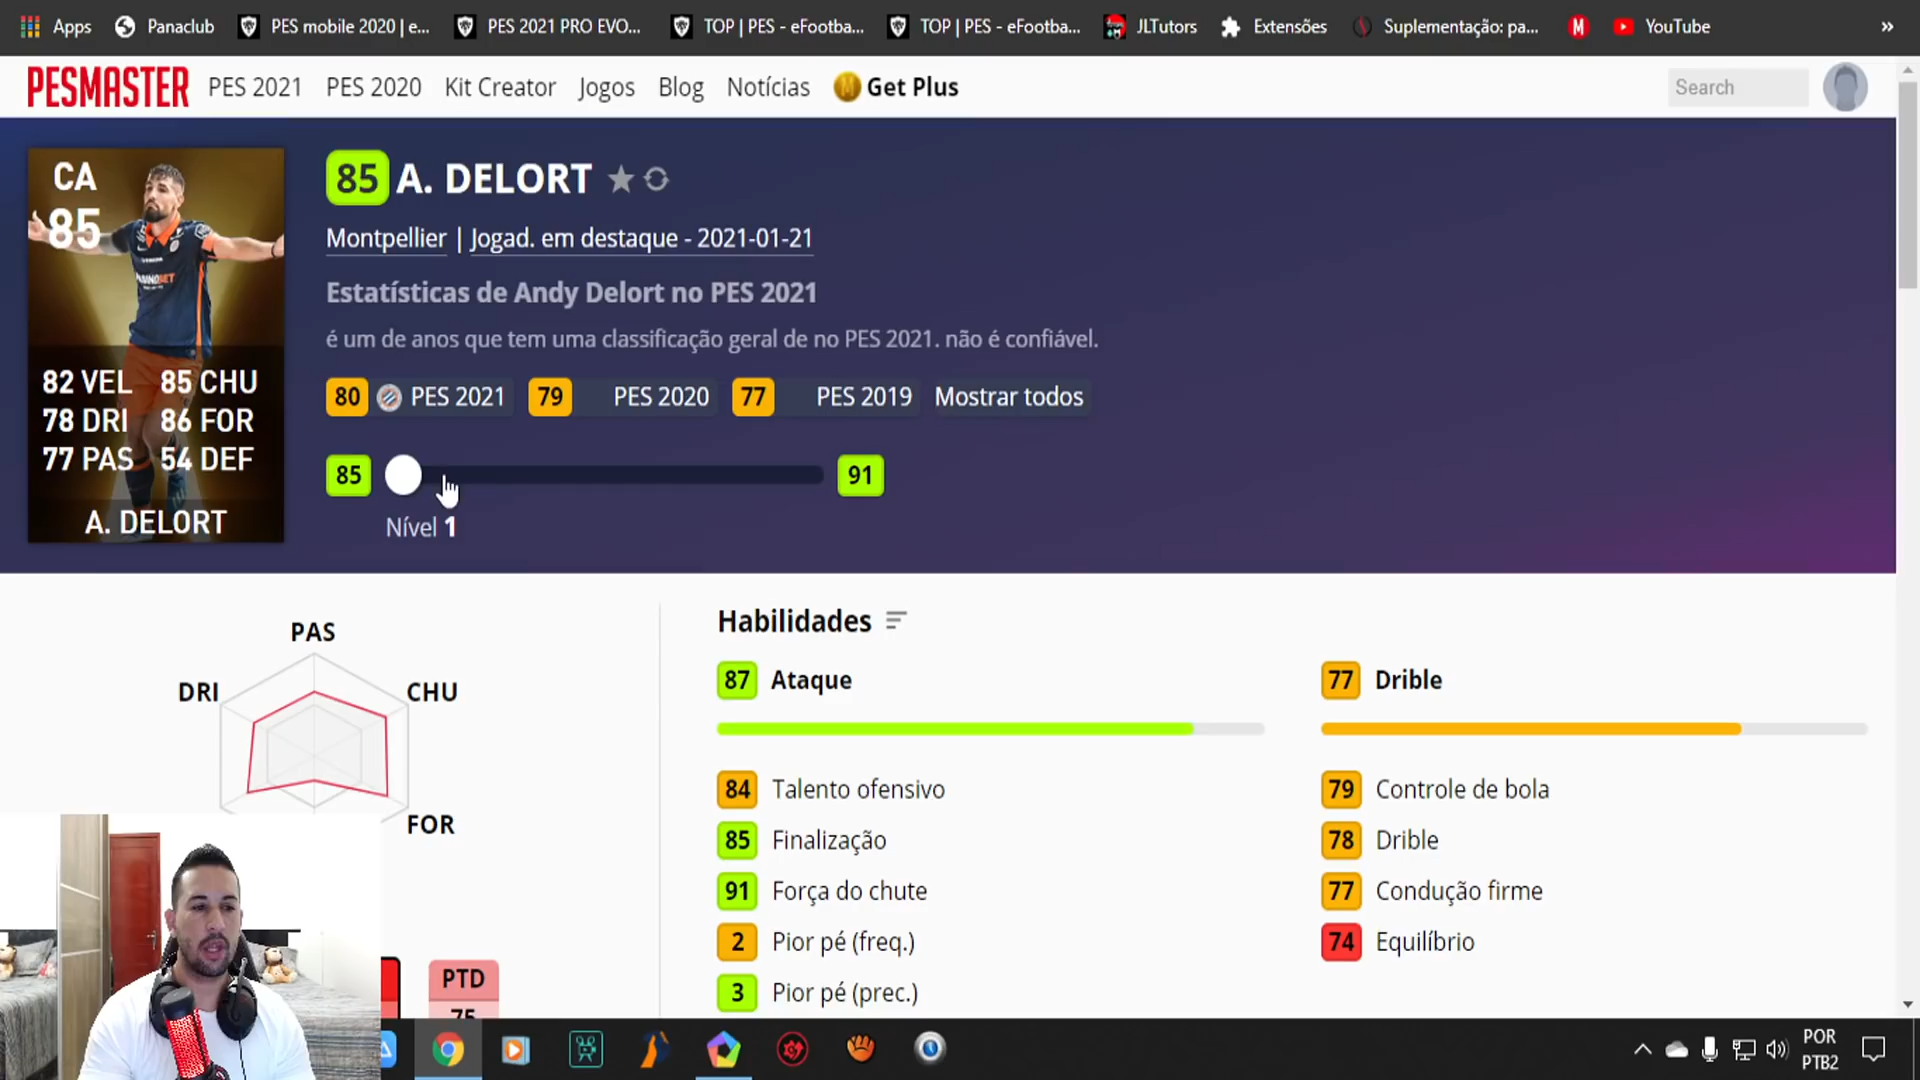 Apps Panaclub PES mobile 2020 | e... PES 2021 PRO EVO... TOP | PES - eFootba... TOP | PES - eFootba... JLTutors Extensões Suplementação: pa... M YouTube »
PESMASTER PES 2021 PES 2020 Kit Creator Jogos Blog Notícias Get Plus Search
CA
85
82 VEL 85 CHU
78 DRI 86 FOR
77 PAS 54 DEF
A. DELORT
85 A. DELORT
Montpellier | Jogad. em destaque - 2021-01-21
Estatísticas de Andy Delort no PES 2021
é um de anos que tem uma classificação geral de no PES 2021. não é confiável.
80 PES 2021 79 PES 2020 77 PES 2019 Mostrar todos
85 91
Nível 1
PAS
DRI CHU
FOR
PTD
75
Habilidades
87 Ataque
84 Talento ofensivo
85 Finalização
91 Força do chute
2 Pior pé (freq.)
3 Pior pé (prec.)
77 Drible
79 Controle de bola
78 Drible
77 Condução firme
74 Equilíbrio
POR
PTB2